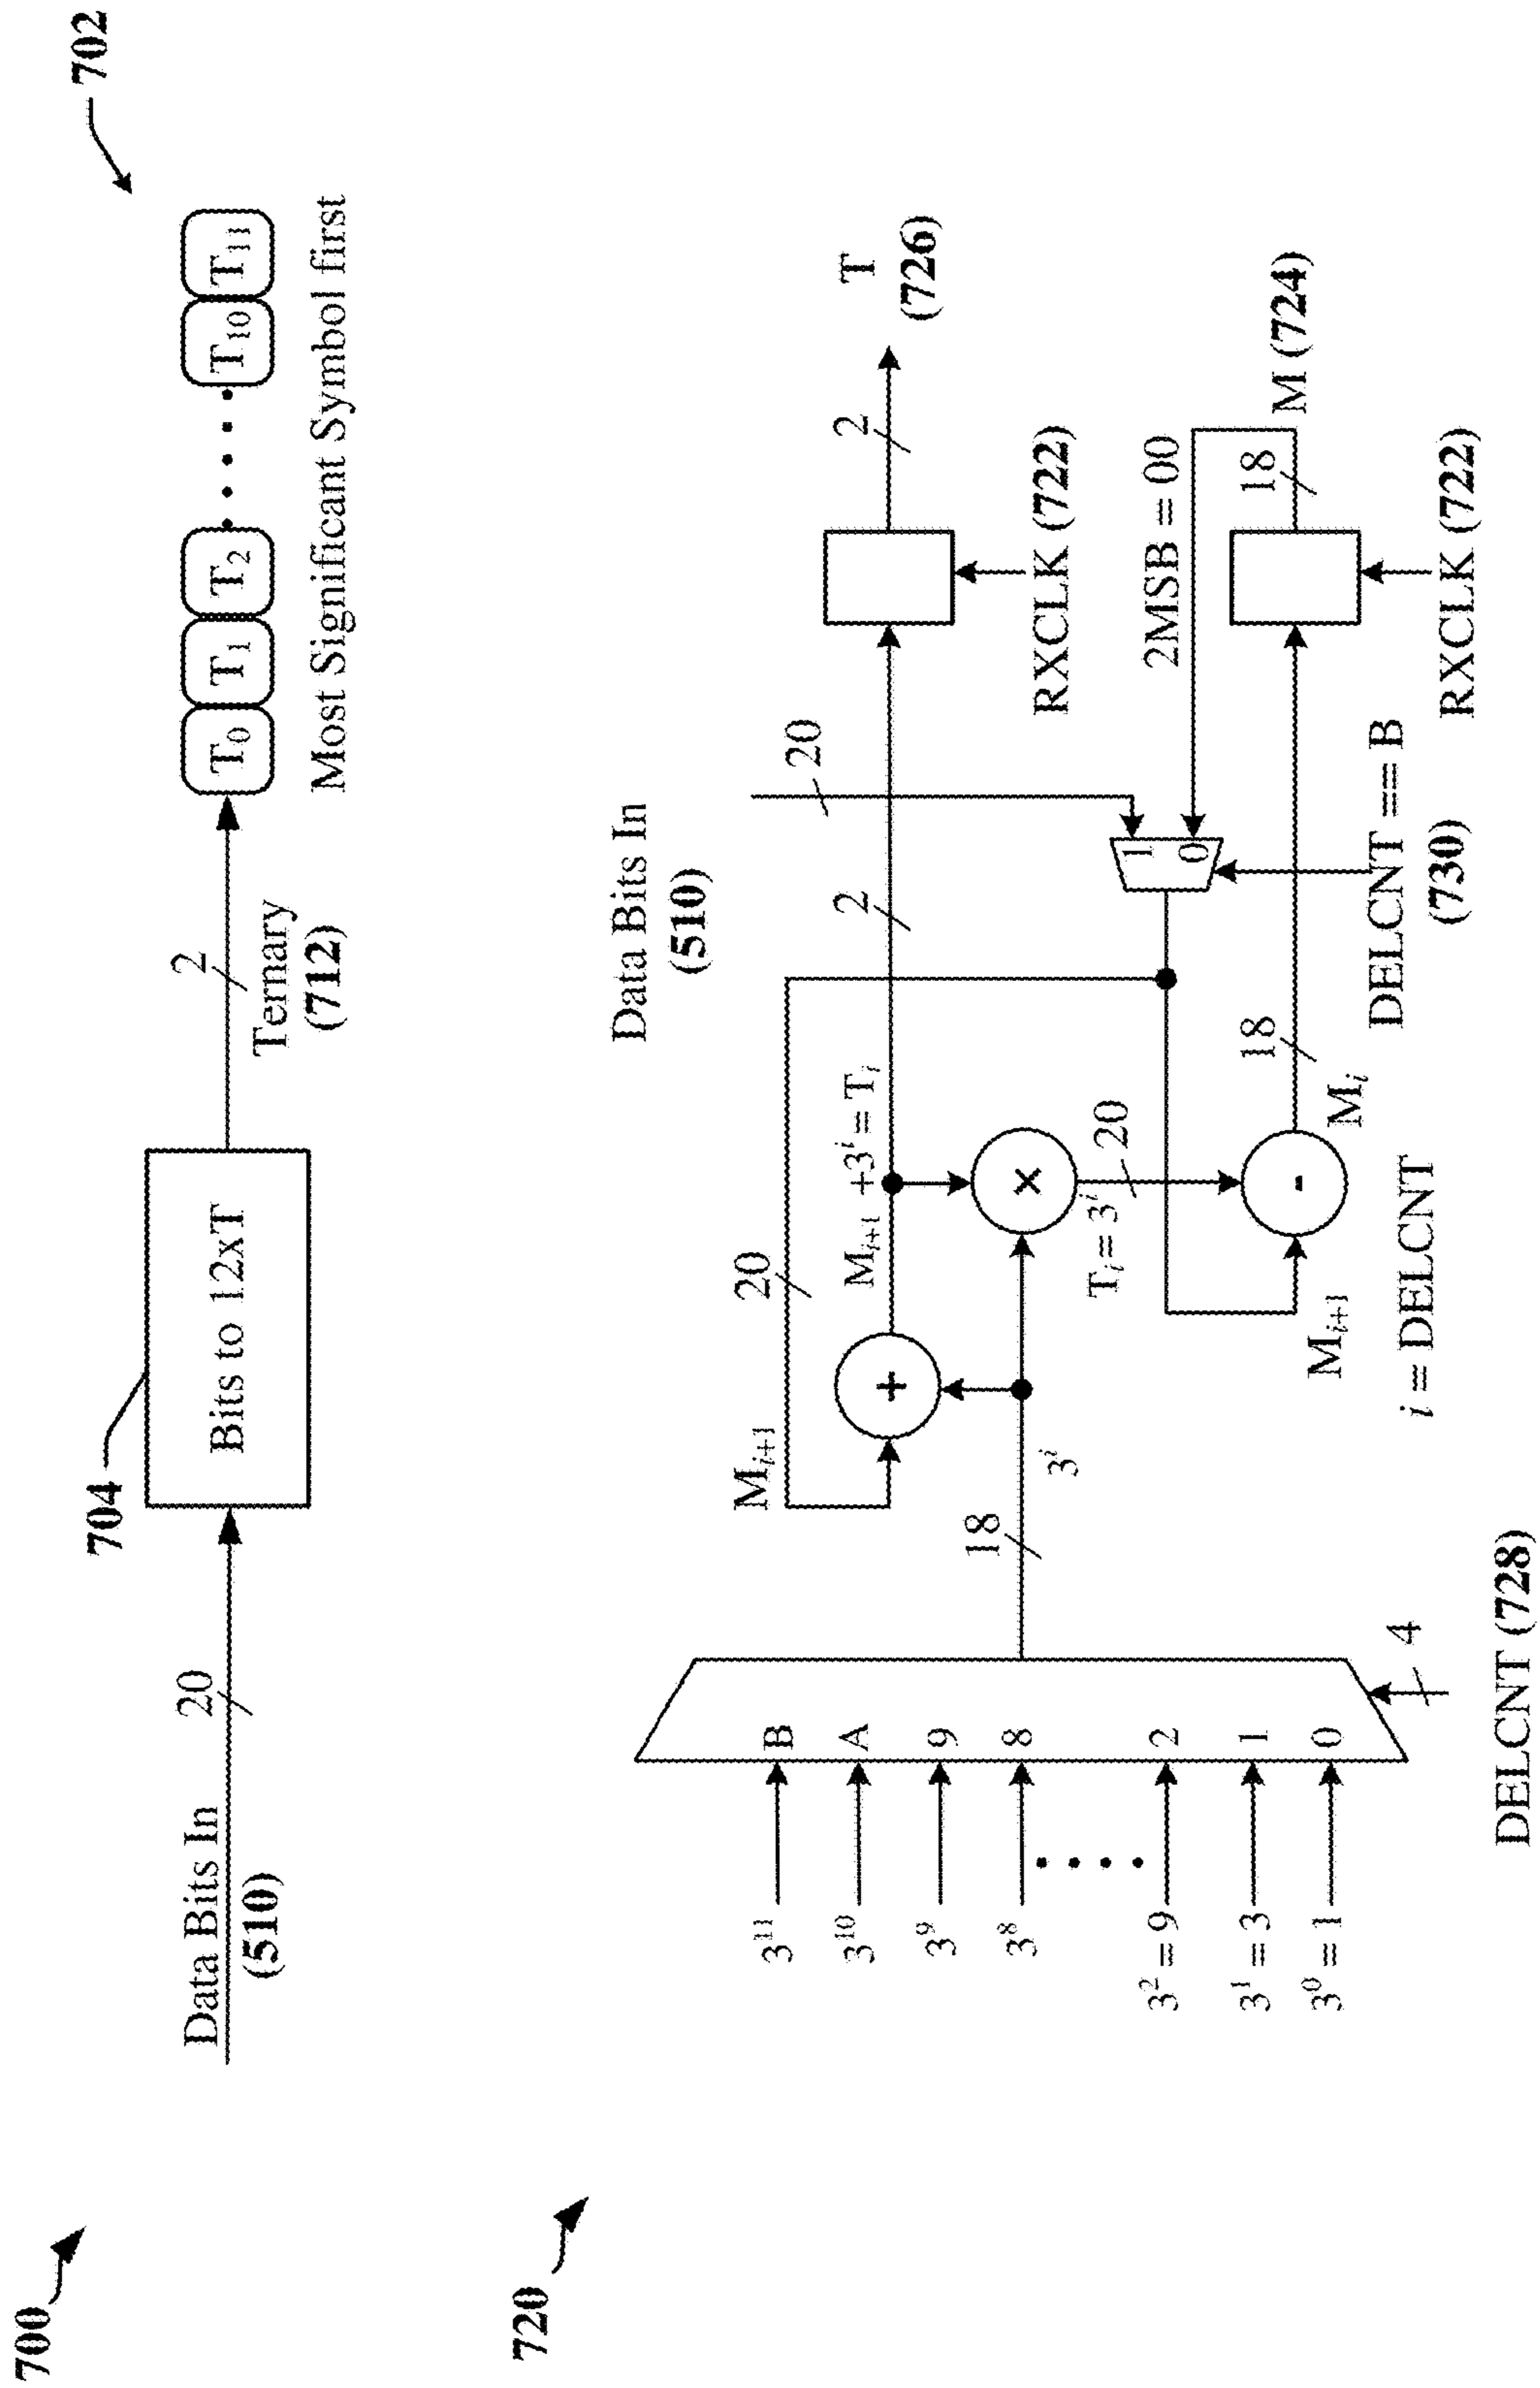 700
702
704
Data Bits In
(510)
20
Bits to 12xT
2
Ternary
(712)
T₀ T₁ T₂ T₁₀ T₁₁
Most Significant Symbol first
720
Data Bits In
(510)
20
M_{i+1}
20
M_{i+1} +3^i = T_i
2
2
T
(726)
+
RXCLK (722)
3^{11}
B
3^{10}
A
3^9
9
3^8
8
3^2 = 9
2
3^1 = 3
1
3^0 = 1
0
18
3^i
×
T_i = 3^i
20
1
0
2MSB = 00
M_{i+1}
-
M_i
18
18
M (724)
DELCNT == B
(730)
RXCLK (722)
i = DELCNT
4
DELCNT (728)